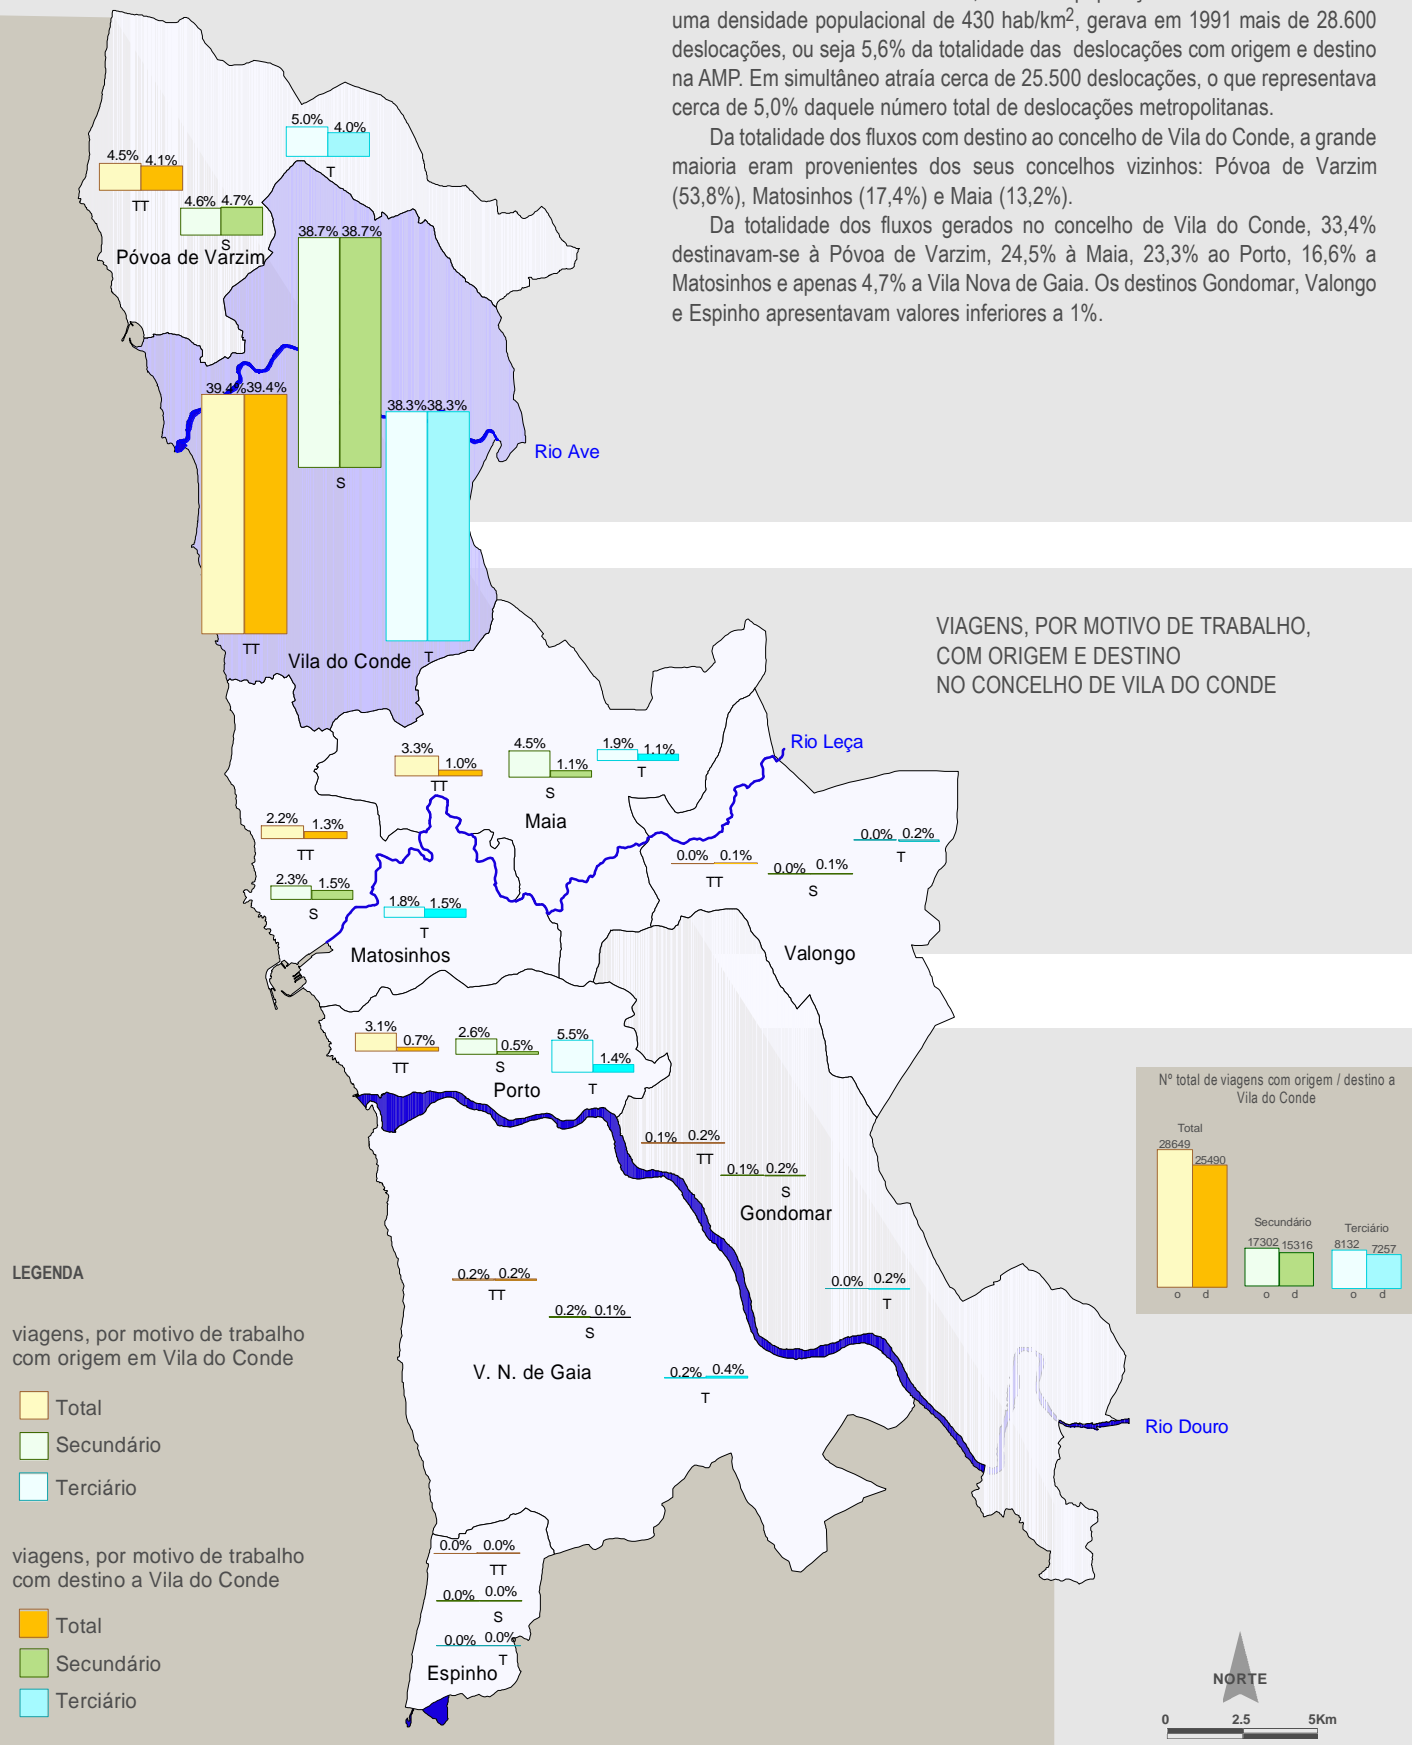 uma densidade populacional de 430 hab/km², gerava em 1991 mais de 28.600
deslocações, ou seja 5,6% da totalidade das deslocações com origem e destino
na AMP. Em simultâneo atraía cerca de 25.500 deslocações, o que representava
cerca de 5,0% daquele número total de deslocações metropolitanas.
Da totalidade dos fluxos com destino ao concelho de Vila do Conde, a grande
maioria eram provenientes dos seus concelhos vizinhos: Póvoa de Varzim
(53,8%), Matosinhos (17,4%) e Maia (13,2%).
Da totalidade dos fluxos gerados no concelho de Vila do Conde, 33,4%
destinavam-se à Póvoa de Varzim, 24,5% à Maia, 23,3% ao Porto, 16,6% a
Matosinhos e apenas 4,7% a Vila Nova de Gaia. Os destinos Gondomar, Valongo
e Espinho apresentavam valores inferiores a 1%.
5.0% 4.0%
T
4.5% 4.1%
TT
4.6% 4.7%
S
Póvoa de Varzim
38.7% 38.7%
S
39.4% 39.4%
TT
38.3% 38.3%
T
Vila do Conde
Rio Ave
VIAGENS, POR MOTIVO DE TRABALHO,
COM ORIGEM E DESTINO
NO CONCELHO DE VILA DO CONDE
3.3% 1.0%
TT
4.5% 1.1%
S
1.9% 1.1%
T
Maia
Rio Leça
2.2% 1.3%
TT
2.3% 1.5%
S
1.8% 1.5%
T
Matosinhos
0.0% 0.1%
TT
0.0% 0.1%
S
0.0% 0.2%
T
Valongo
3.1% 0.7%
TT
2.6% 0.5%
S
5.5% 1.4%
T
Porto
0.1% 0.2%
TT
0.1% 0.2%
S
Gondomar
0.0% 0.2%
T
0.2% 0.2%
TT
0.2% 0.1%
S
V. N. de Gaia
0.2% 0.4%
T
Rio Douro
0.0% 0.0%
TT
0.0% 0.0%
S
0.0% 0.0%
T
Espinho
Nº total de viagens com origem / destino a
Vila do Conde
Total
28649
25490
Secundário
17302 15316
Terciário
8132 7257
o d
o d
o d
LEGENDA
viagens, por motivo de trabalho
com origem em Vila do Conde
Total
Secundário
Terciário
viagens, por motivo de trabalho
com destino a Vila do Conde
Total
Secundário
Terciário
NORTE
0 2.5 5Km